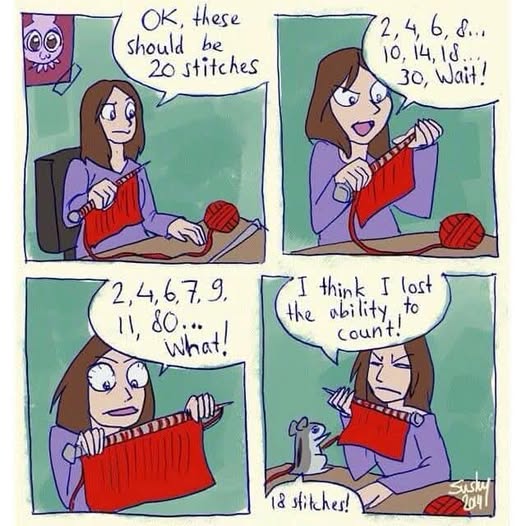 OK, these
should be
20 stitches
2, 4, 6, 8...
10, 14, 18...
30, Wait!
2, 4, 6, 7, 9,
11, 80...
What!
I think I lost
the ability to
count!
18 stitches!
Sushy
2014